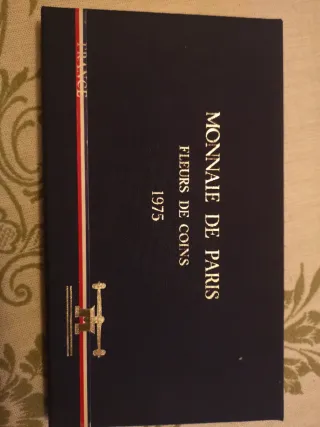 FRANCE
MONNAIE DE PARIS
FLEURS DE COINS
1975